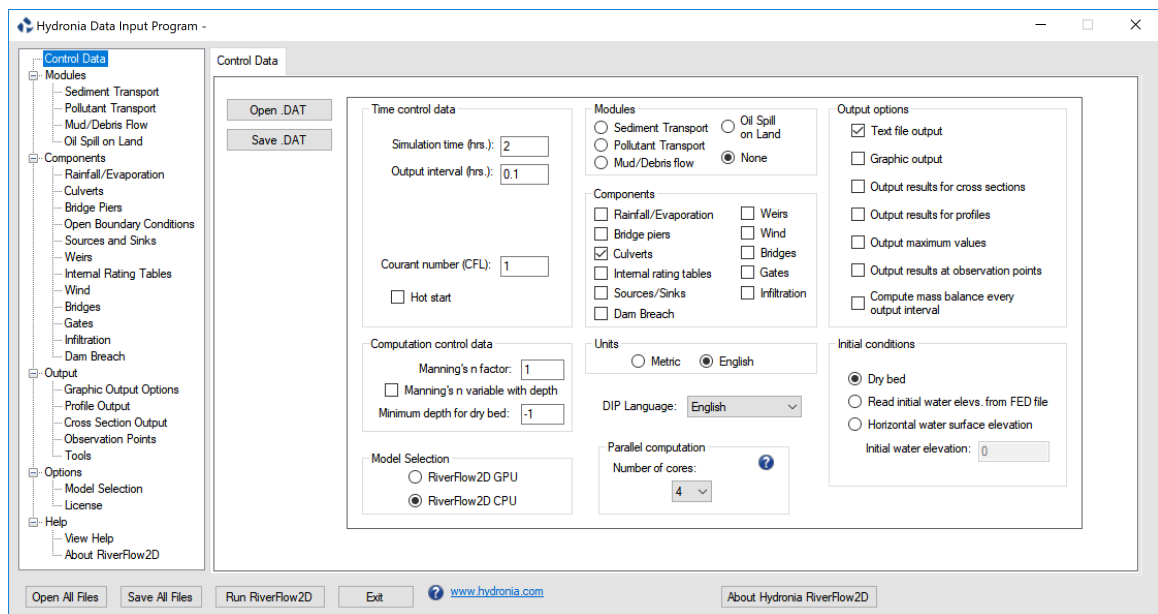 Hydronia Data Input Program -
Control Data
Modules
Sediment Transport
Pollutant Transport
Mud/Debris Flow
Oil Spill on Land
Components
Rainfall/Evaporation
Culverts
Bridge Piers
Open Boundary Conditions
Sources and Sinks
Weirs
Internal Rating Tables
Wind
Bridges
Gates
Infiltration
Dam Breach
Output
Graphic Output Options
Profile Output
Cross Section Output
Observation Points
Tools
Options
Model Selection
License
Help
View Help
About RiverFlow2D
Control Data
Open .DAT
Save .DAT
Time control data
Simulation time (hrs.): 2
Output interval (hrs.): 0.1
Courant number (CFL): 1
Hot start
Computation control data
Manning's n factor: 1
Manning's n variable with depth
Minimum depth for dry bed: -1
Model Selection
RiverFlow2D GPU
RiverFlow2D CPU
Modules
Sediment Transport
Pollutant Transport
Mud/Debris flow
Oil Spill
on Land
None
Components
Rainfall/Evaporation
Bridge piers
Culverts
Internal rating tables
Sources/Sinks
Dam Breach
Weirs
Wind
Bridges
Gates
Infiltration
Units
Metric
English
DIP Language: English
Parallel computation
Number of cores:
4
Output options
Text file output
Graphic output
Output results for cross sections
Output results for profiles
Output maximum values
Output results at observation points
Compute mass balance every
output interval
Initial conditions
Dry bed
Read initial water elevs. from FED file
Horizontal water surface elevation
Initial water elevation: 0
Open All Files
Save All Files
Run RiverFlow2D
Exit
www.hydronia.com
About Hydronia RiverFlow2D